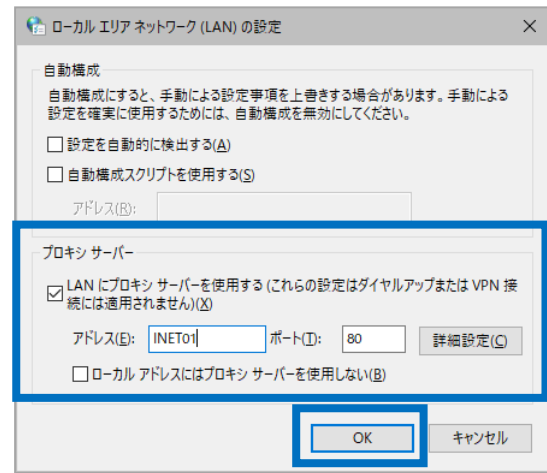 ローカル エリア ネットワーク (LAN) の設定
自動構成
自動構成にすると、手動による設定事項を上書きする場合があります。手動による
設定を確実に使用するためには、自動構成を無効にしてください。
設定を自動的に検出する(A)
自動構成スクリプトを使用する(S)
アドレス(R):
プロキシ サーバー
LAN にプロキシ サーバーを使用する (これらの設定はダイヤルアップまたは VPN 接
続には適用されません)(X)
アドレス(E): INET01 ポート(T): 80 詳細設定(C)
ローカル アドレスにはプロキシ サーバーを使用しない(B)
OK キャンセル